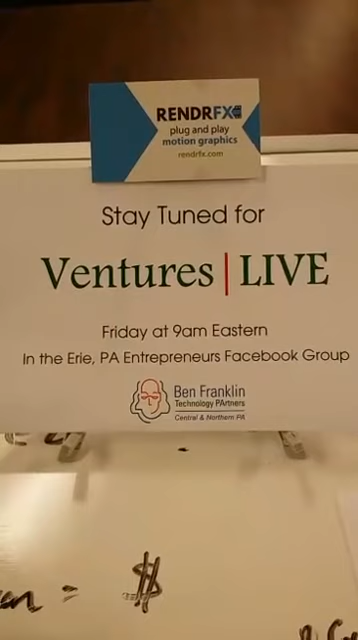 RENDRFX
plug and play
motion graphics
rendrfx.com
Stay Tuned for
Ventures|LIVE
Friday at 9am Eastern
In the Erie, PA Entrepreneurs Facebook Group
Ben Franklin
Technology PArtners
Central & Northern PA
= $